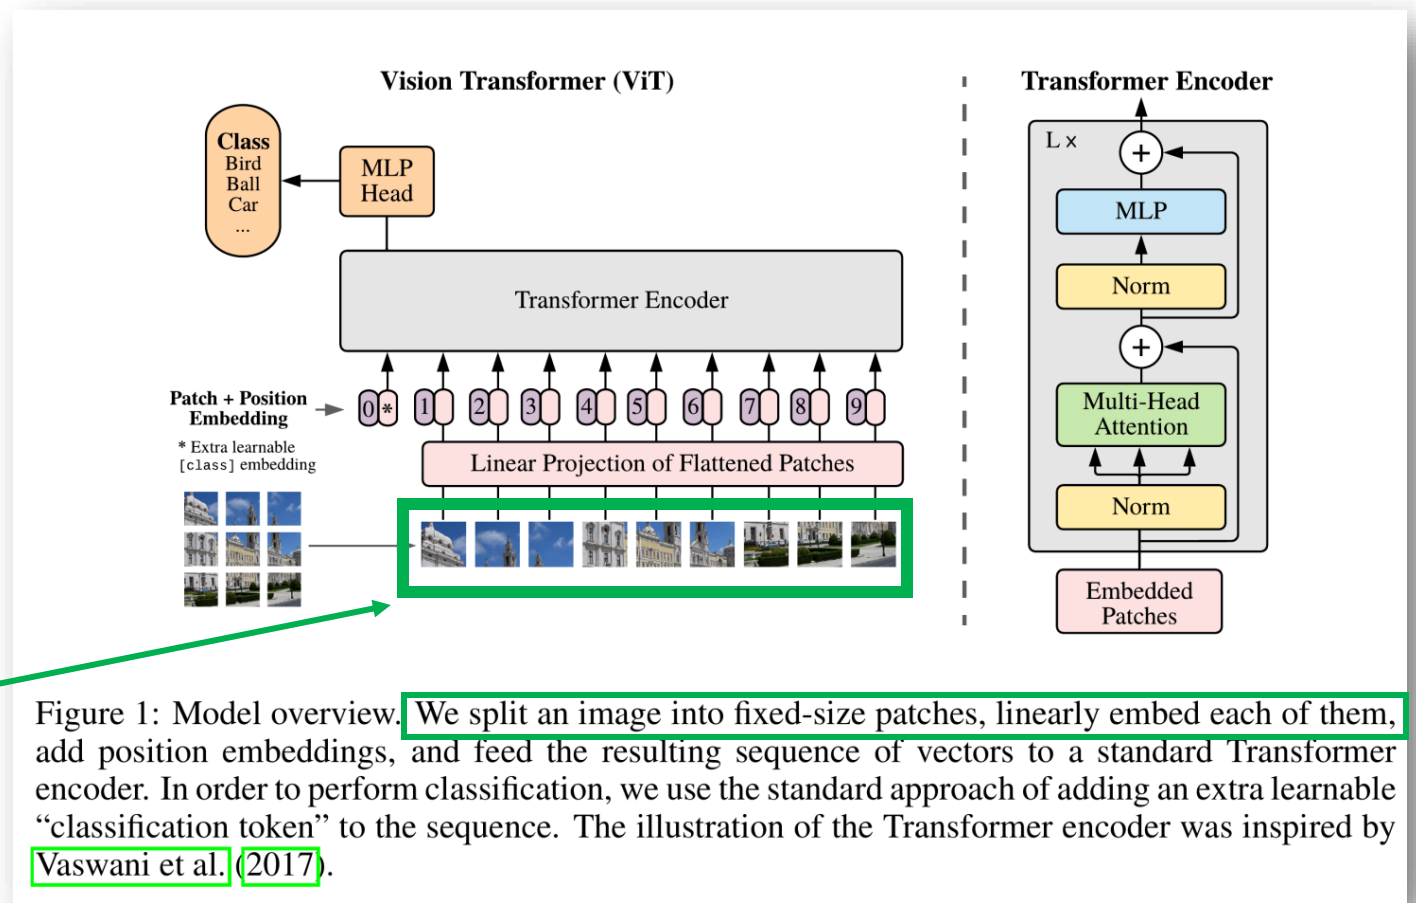 Vision Transformer (ViT)
Class
Bird
Ball
Car
...
MLP
Head
Transformer Encoder
Patch + Position
Embedding
* Extra learnable
[class] embedding
0 * 1 2 3 4 5 6 7 8 9
Linear Projection of Flattened Patches
Transformer Encoder
L ×
+
MLP
Norm
+
Multi-Head
Attention
Norm
Embedded
Patches
Figure 1: Model overview. We split an image into fixed-size patches, linearly embed each of them,
add position embeddings, and feed the resulting sequence of vectors to a standard Transformer
encoder. In order to perform classification, we use the standard approach of adding an extra learnable
“classification token” to the sequence. The illustration of the Transformer encoder was inspired by
Vaswani et al. (2017).